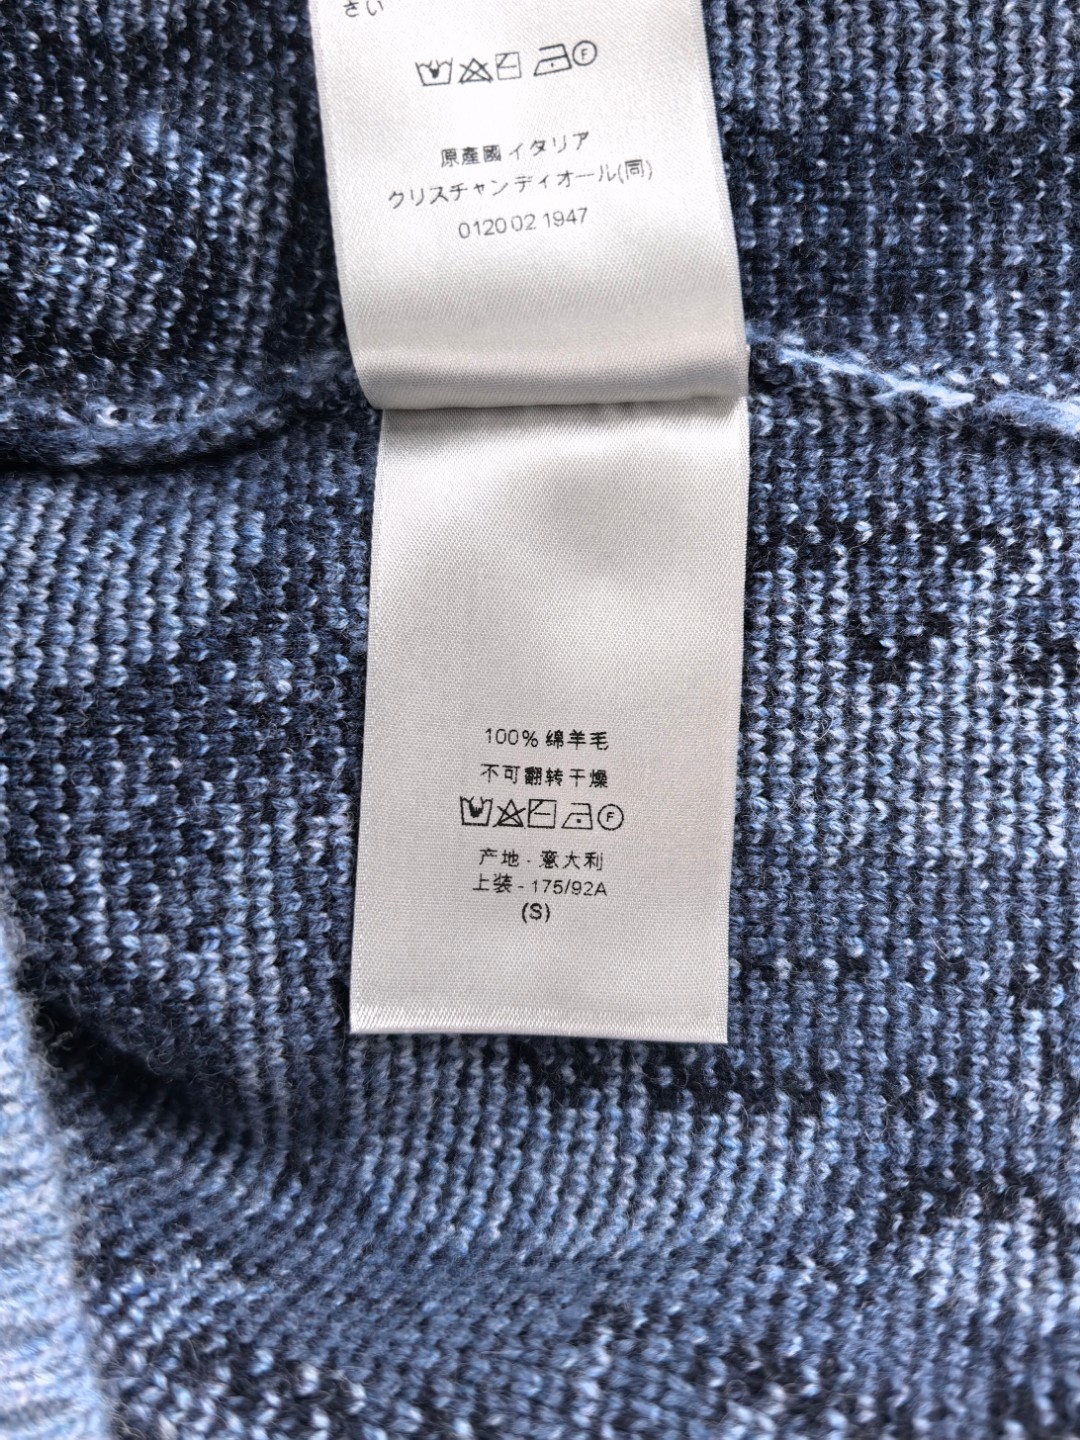 さい
原産國 イタリア
クリスチャン ディオール(同)
0120 02 1947
100% 绵羊毛
不可翻转干燥
F
产地 - 意大利
上装 - 175/92A
(S)